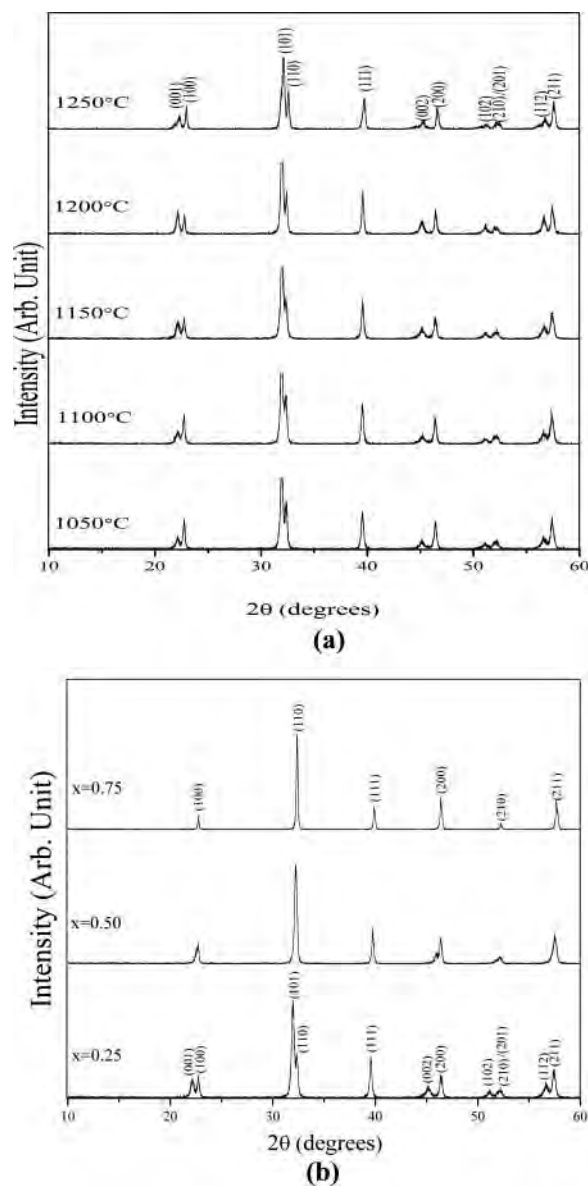 (101)
(110)
(001)
(100)
(111)
(002)
(200)
(102)
(210)/(201)
(112)
(211)
1250°C
1200°C
1150°C
1100°C
1050°C
Intensity (Arb. Unit)
10 20 30 40 50 60
2θ (degrees)
(a)
(110)
(100)
(111)
(200)
(210)
(211)
x=0.75
x=0.50
(101)
(110)
(001)
(100)
(111)
(002)
(200)
(102)
(210)/(201)
(112)
(211)
x=0.25
Intensity (Arb. Unit)
10 20 30 40 50 60
2θ (degrees)
(b)